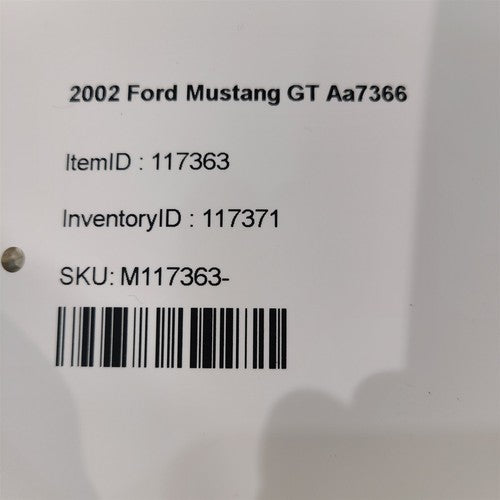 2002 Ford Mustang GT Aa7366
ItemID : 117363
InventoryID : 117371
SKU: M117363-